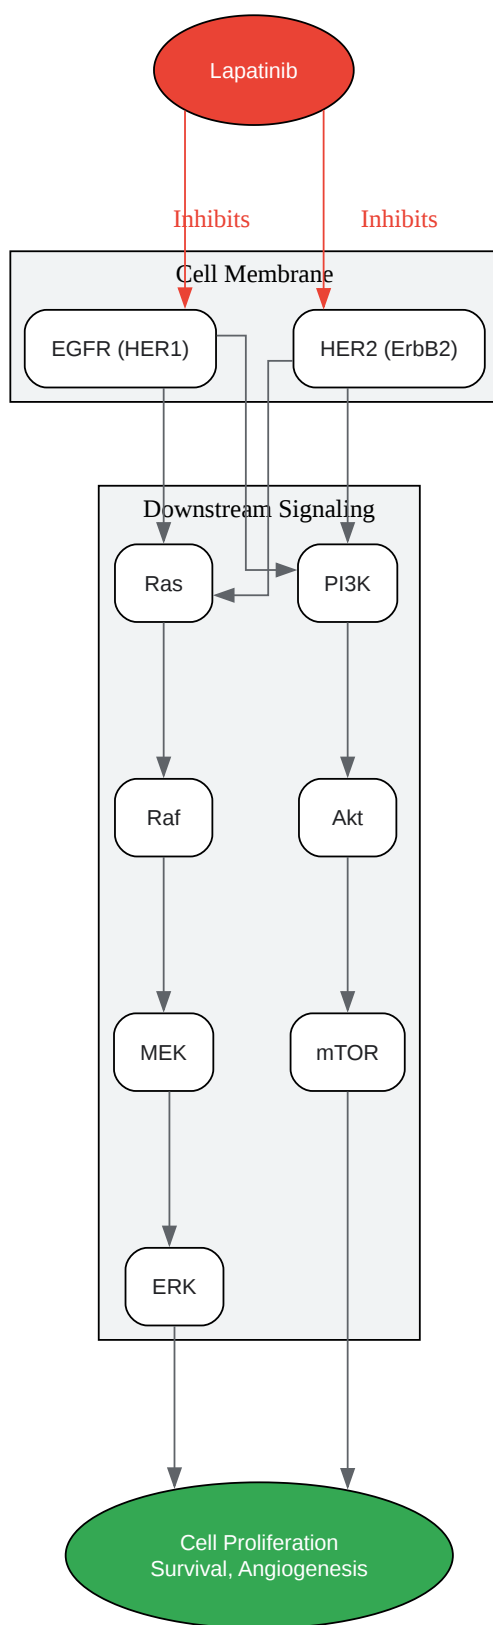 Lapatinib
Inhibits
Inhibits
Cell Membrane
EGFR (HER1)
HER2 (ErbB2)
Downstream Signaling
Ras
PI3K
Raf
Akt
MEK
mTOR
ERK
Cell Proliferation
Survival, Angiogenesis